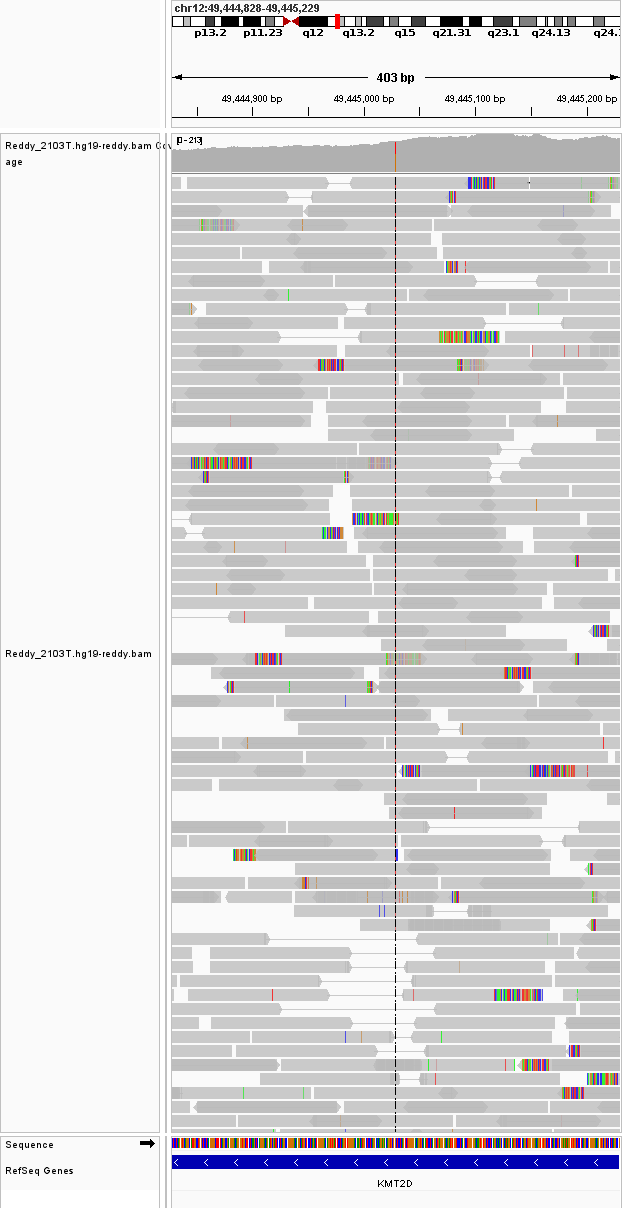 chr12:49,444,828-49,445,229
p13.2 p11.23 q12 q13.2 q15 q21.31 q23.1 q24.13 q24.
403 bp
49,444,900 bp 49,445,000 bp 49,445,100 bp 49,445,200 bp
Reddy_2103T.hg19-reddy.bam Cov
age
[0-213]
Reddy_2103T.hg19-reddy.bam
Sequence
RefSeq Genes
KMT2D